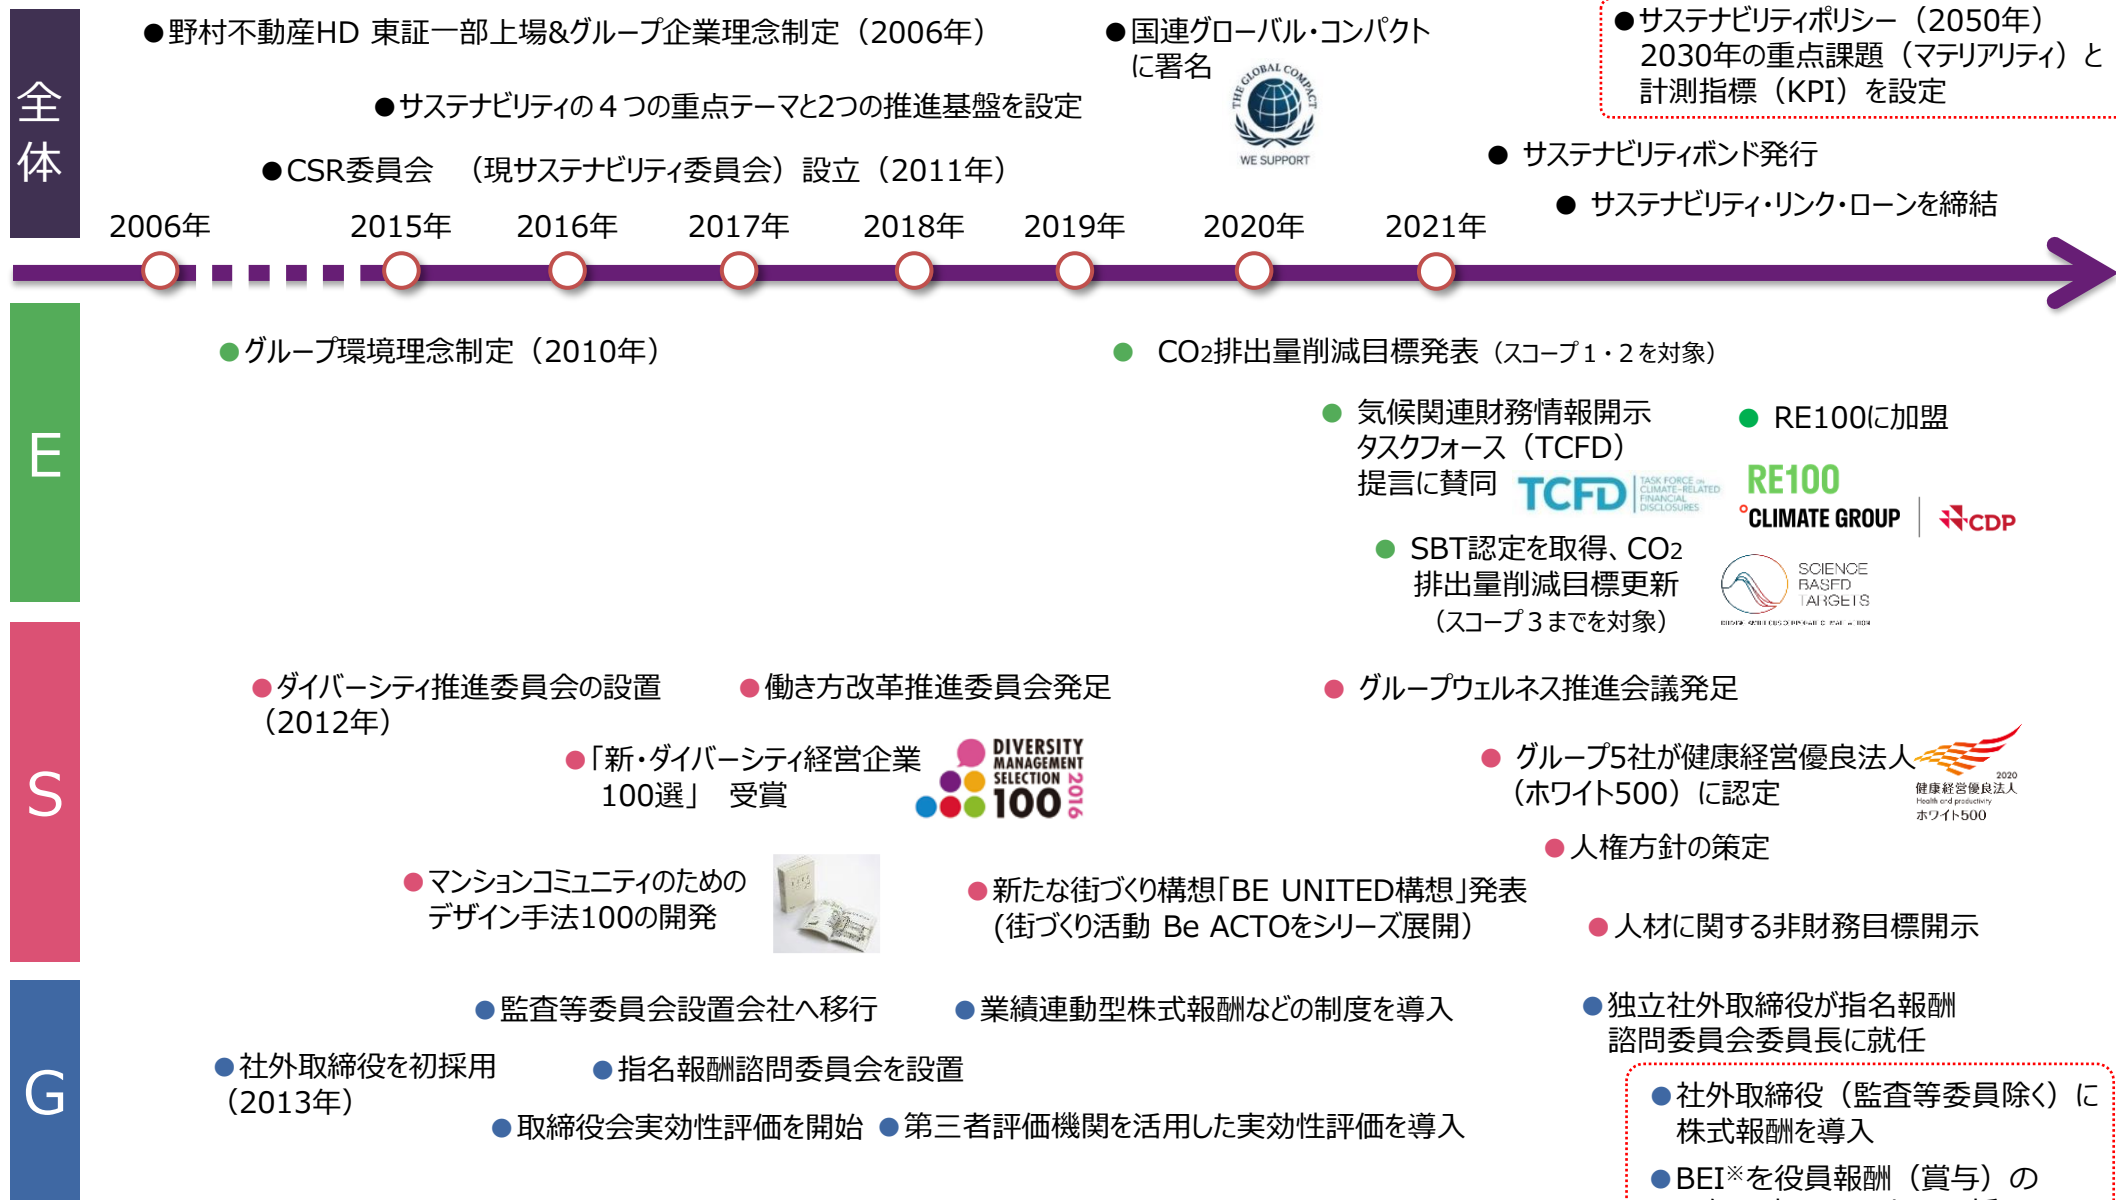 全体
●野村不動産HD 東証一部上場&グループ企業理念制定（2006年）
●国連グローバル・コンパクト
に署名
THE GLOBAL COMPACT
WE SUPPORT
●サステナビリティポリシー（2050年）
2030年の重点課題（マテリアリティ）と
計測指標（KPI）を設定
●サステナビリティの４つの重点テーマと2つの推進基盤を設定
●CSR委員会　（現サステナビリティ委員会）設立（2011年）
● サステナビリティボンド発行
● サステナビリティ・リンク・ローンを締結
2006年 2015年 2016年 2017年 2018年 2019年 2020年 2021年
E
●グループ環境理念制定（2010年）
● CO2排出量削減目標発表（スコープ１・２を対象）
● 気候関連財務情報開示
タスクフォース（TCFD）
提言に賛同
TCFD
TASK FORCE ON
CLIMATE-RELATED
FINANCIAL
DISCLOSURES
● RE100に加盟
RE100
°CLIMATE GROUP
CDP
● SBT認定を取得、CO2
排出量削減目標更新
（スコープ３までを対象）
SCIENCE
BASED
TARGETS
S
●ダイバーシティ推進委員会の設置
（2012年）
●働き方改革推進委員会発足
● グループウェルネス推進会議発足
●「新・ダイバーシティ経営企業
100選」　受賞
DIVERSITY
MANAGEMENT
SELECTION
100
2016
● グループ5社が健康経営優良法人
（ホワイト500）に認定
2020
健康経営優良法人
Health and productivity
ホワイト500
●人権方針の策定
●マンションコミュニティのための
デザイン手法100の開発
●新たな街づくり構想「BE UNITED構想」発表
(街づくり活動 Be ACTOをシリーズ展開）
●人材に関する非財務目標開示
G
●監査等委員会設置会社へ移行
●業績連動型株式報酬などの制度を導入
●独立社外取締役が指名報酬
諮問委員会委員長に就任
●社外取締役を初採用
（2013年）
●指名報酬諮問委員会を設置
●取締役会実効性評価を開始
●第三者評価機関を活用した実効性評価を導入
●社外取締役（監査等委員除く）に
株式報酬を導入
●BEI※を役員報酬（賞与）の